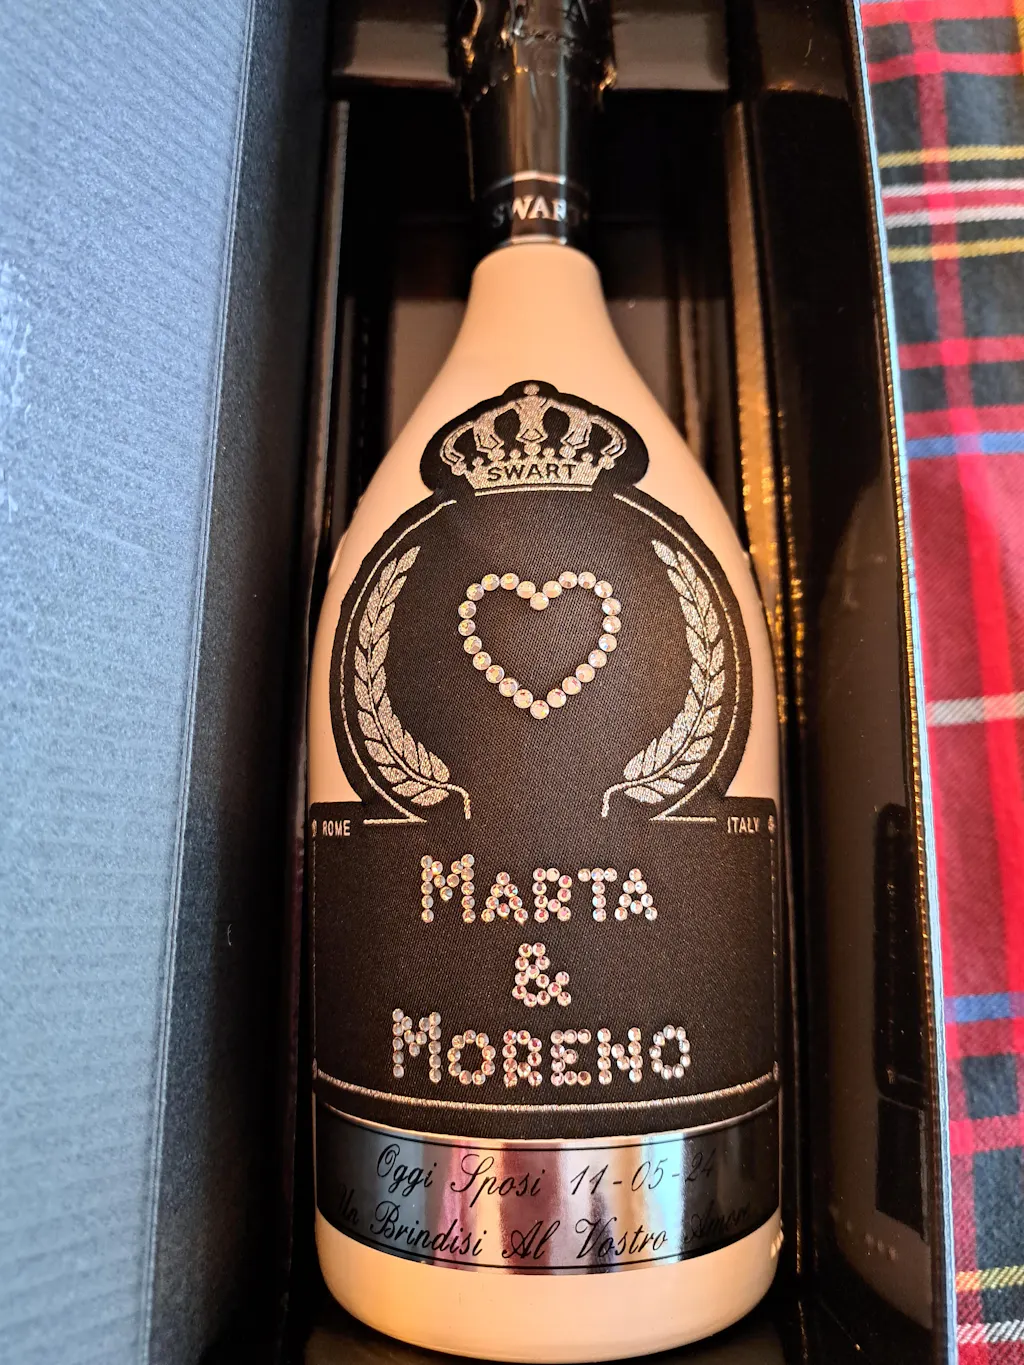 SWART
SWART
ROME
ITALY
MARTA
&
MORENO
Oggi Sposi 11-05-24
Un Brindisi Al Vostro Amore